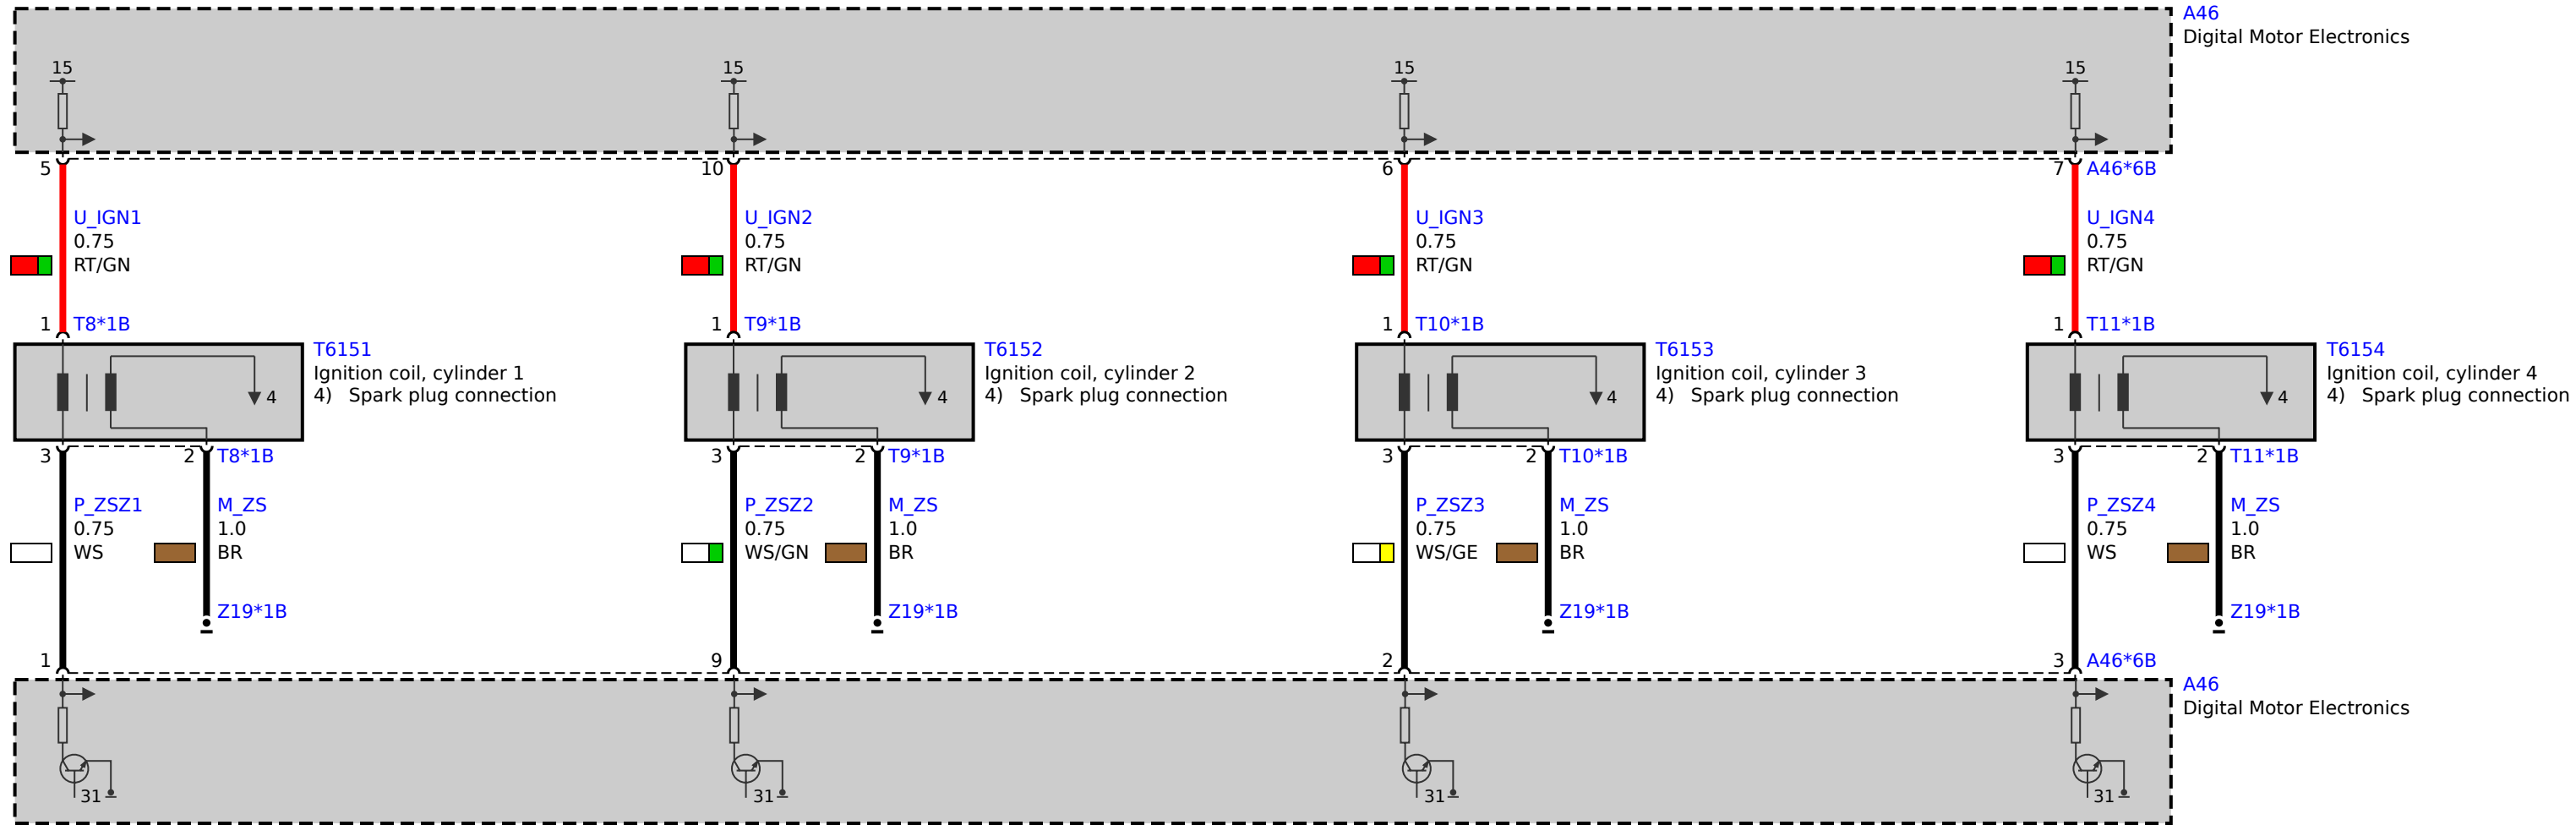 A46
Digital Motor Electronics
15 15 15 15
5 10 6 7 A46*6B
U_IGN1 U_IGN2 U_IGN3 U_IGN4
0.75 0.75 0.75 0.75
RT/GN RT/GN RT/GN RT/GN
1 T8*1B 1 T9*1B 1 T10*1B 1 T11*1B
T6151 T6152 T6153 T6154
Ignition coil, cylinder 1 Ignition coil, cylinder 2 Ignition coil, cylinder 3 Ignition coil, cylinder 4
4 4) Spark plug connection 4 4) Spark plug connection 4 4) Spark plug connection 4 4) Spark plug connection
3 2 T8*1B 3 2 T9*1B 3 2 T10*1B 3 2 T11*1B
P_ZSZ1 M_ZS P_ZSZ2 M_ZS P_ZSZ3 M_ZS P_ZSZ4 M_ZS
0.75 1.0 0.75 1.0 0.75 1.0 0.75 1.0
WS BR WS/GN BR WS/GE BR WS BR
Z19*1B Z19*1B Z19*1B Z19*1B
1 9 2 3 A46*6B
A46
Digital Motor Electronics
31 31 31 31